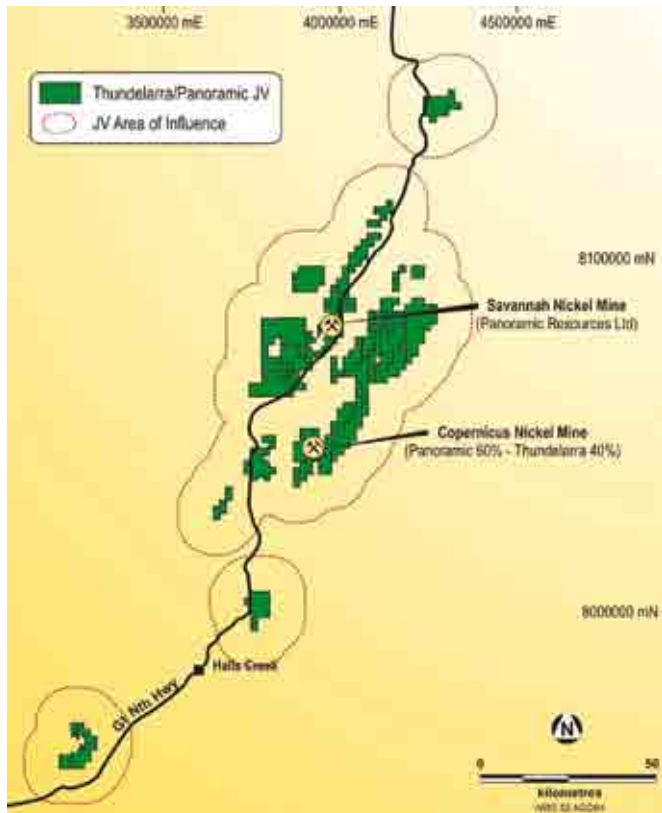 3500000 mE 4000000 mE 4500000 mE
Thundelarra/Panoramic JV
JV Area of Influence
8100000 mN
Savannah Nickel Mine
(Panoramic Resources Ltd)
Copernicus Nickel Mine
(Panoramic 60% - Thundelarra 40%)
8000000 mN
Halls Creek
Gt Nth Hwy
N
0 50
kilometres